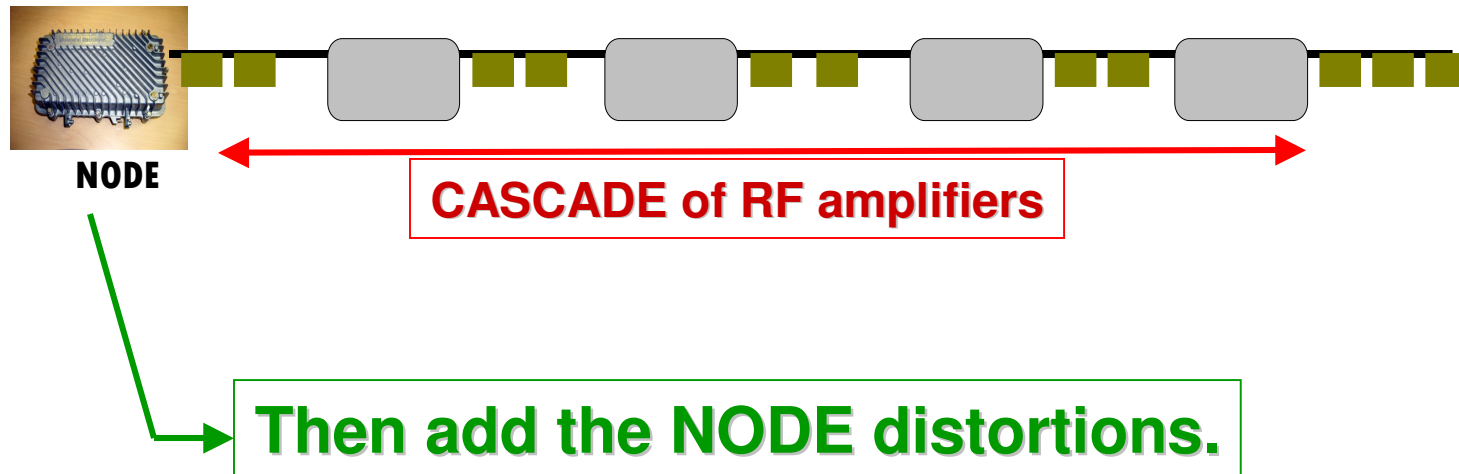 NODE
CASCADE of RF amplifiers
Then add the NODE distortions.